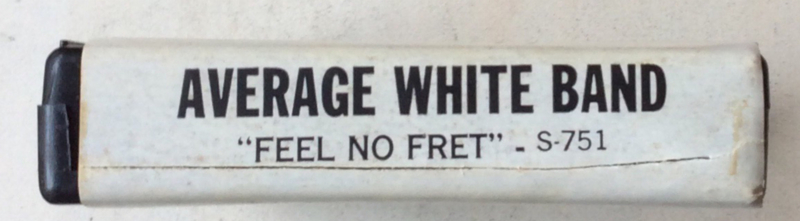 AVERAGE WHITE BAND
"FEEL NO FRET" - S-751